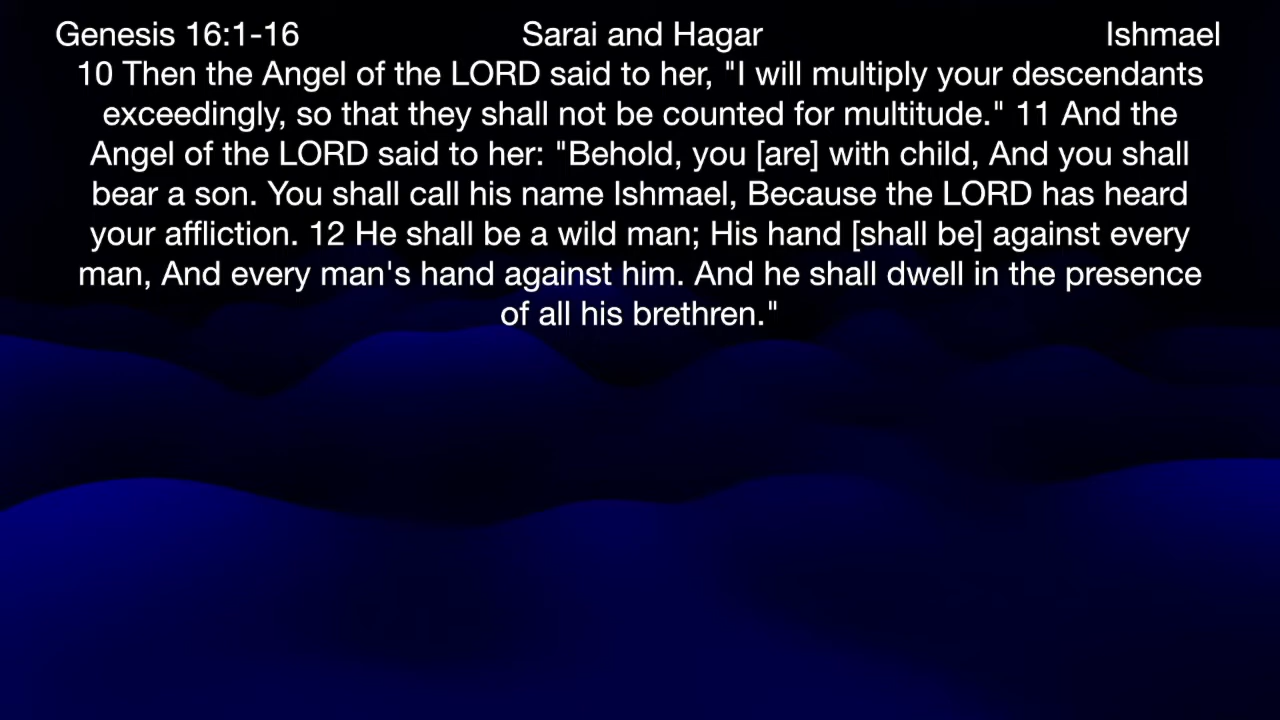 Genesis 16:1-16 Sarai and Hagar Ishmael
10 Then the Angel of the LORD said to her, "I will multiply your descendants
exceedingly, so that they shall not be counted for multitude." 11 And the
Angel of the LORD said to her: "Behold, you [are] with child, And you shall
bear a son. You shall call his name Ishmael, Because the LORD has heard
your affliction. 12 He shall be a wild man; His hand [shall be] against every
man, And every man's hand against him. And he shall dwell in the presence
of all his brethren."